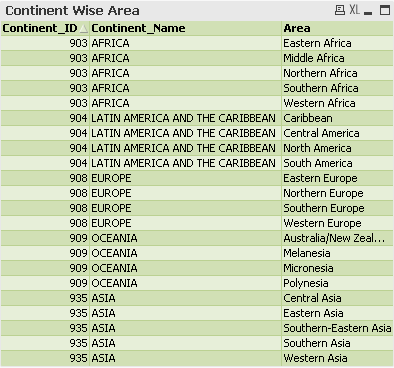 Continent Wise Area XL
Continent_ID Continent_Name Area
903 AFRICA Eastern Africa
903 AFRICA Middle Africa
903 AFRICA Northern Africa
903 AFRICA Southern Africa
903 AFRICA Western Africa
904 LATIN AMERICA AND THE CARIBBEAN Caribbean
904 LATIN AMERICA AND THE CARIBBEAN Central America
904 LATIN AMERICA AND THE CARIBBEAN North America
904 LATIN AMERICA AND THE CARIBBEAN South America
908 EUROPE Eastern Europe
908 EUROPE Northern Europe
908 EUROPE Southern Europe
908 EUROPE Western Europe
909 OCEANIA Australia/New Zeal...
909 OCEANIA Melanesia
909 OCEANIA Micronesia
909 OCEANIA Polynesia
935 ASIA Central Asia
935 ASIA Eastern Asia
935 ASIA Southern-Eastern Asia
935 ASIA Southern Asia
935 ASIA Western Asia